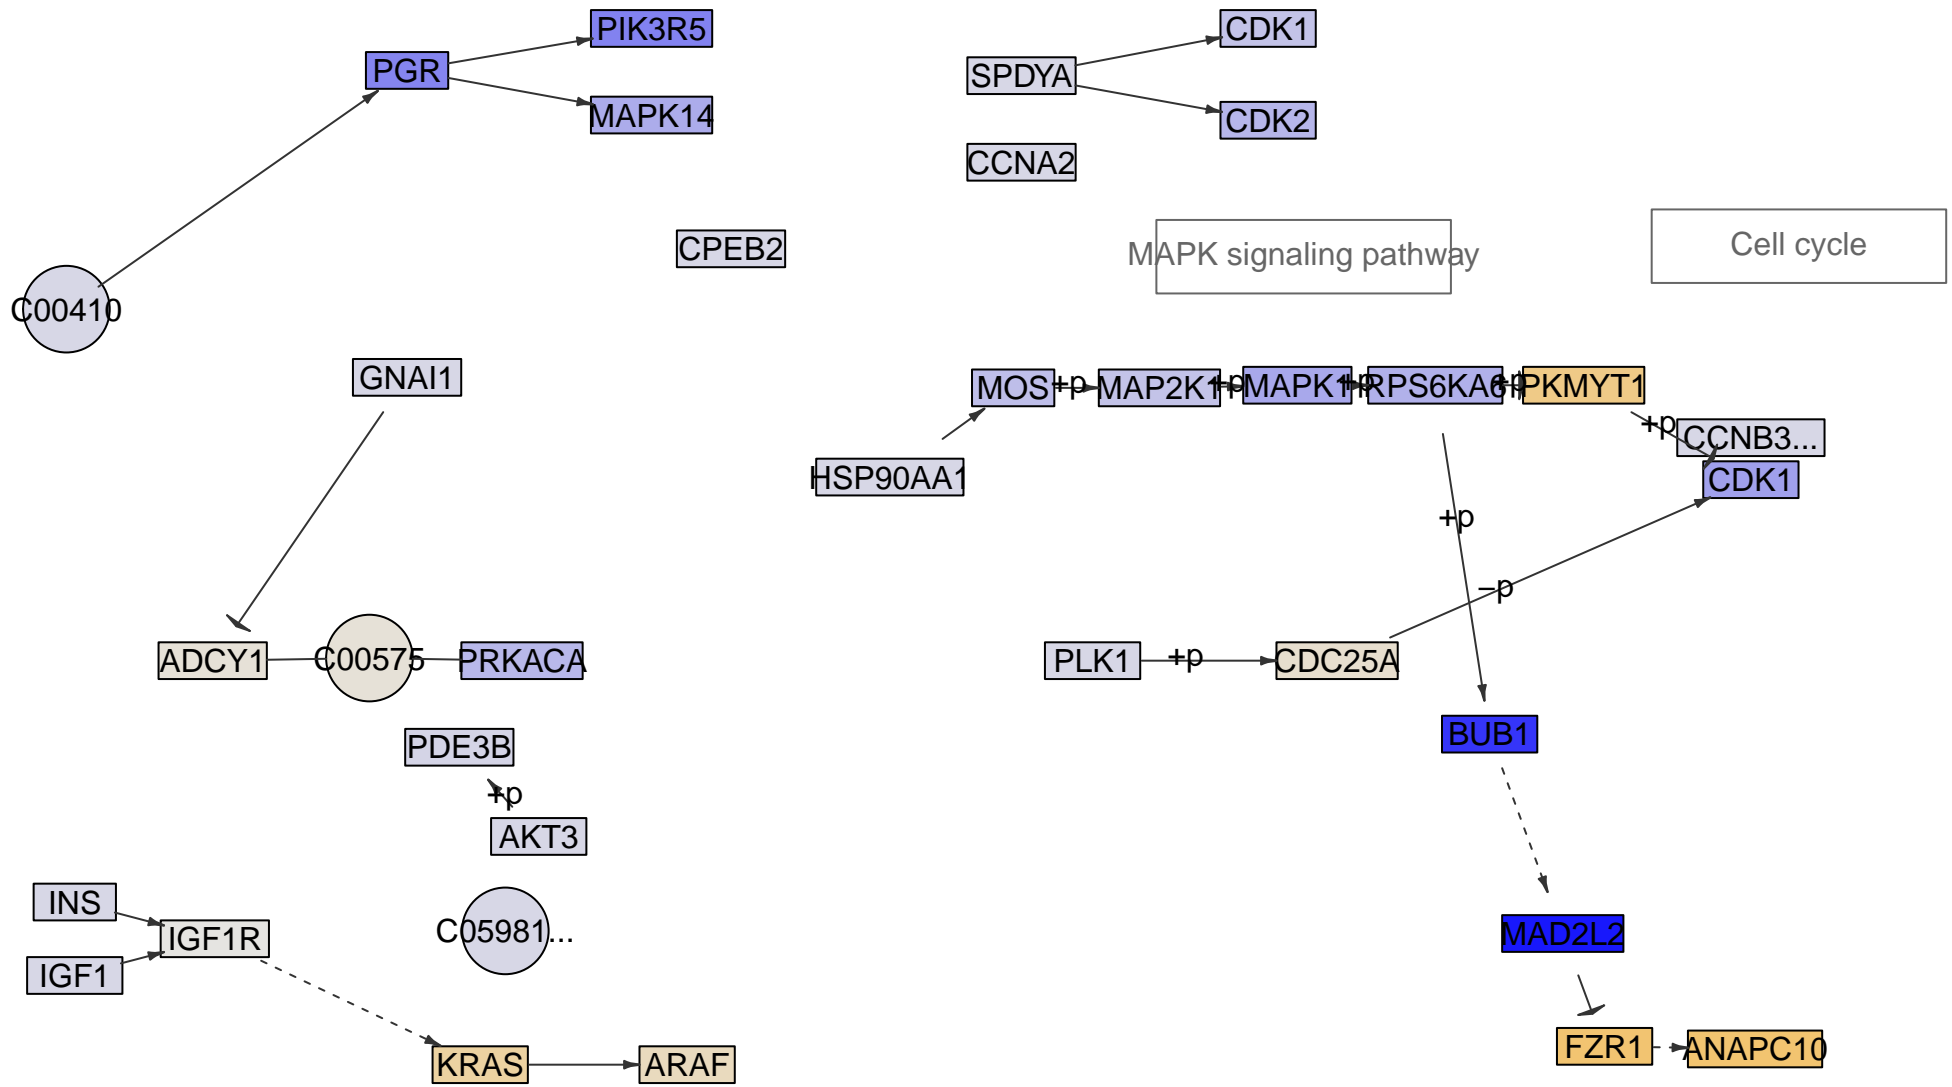 PIK3R5
CDK1
PGR
SPDYA
MAPK14
CDK2
CCNA2
CPEB2
MAPK signaling pathway
Cell cycle
C00410
GNAI1
MOS
+p
MAP2K1
+p
MAPK1
+p
RPS6KA6
+p
PKMYT1
+p
CCNB3...
HSP90AA1
CDK1
+p
−p
ADCY1
C00575
PRKACA
PLK1
+p
CDC25A
PDE3B
BUB1
+p
AKT3
INS
IGF1R
C05981...
MAD2L2
IGF1
KRAS
ARAF
FZR1
ANAPC10